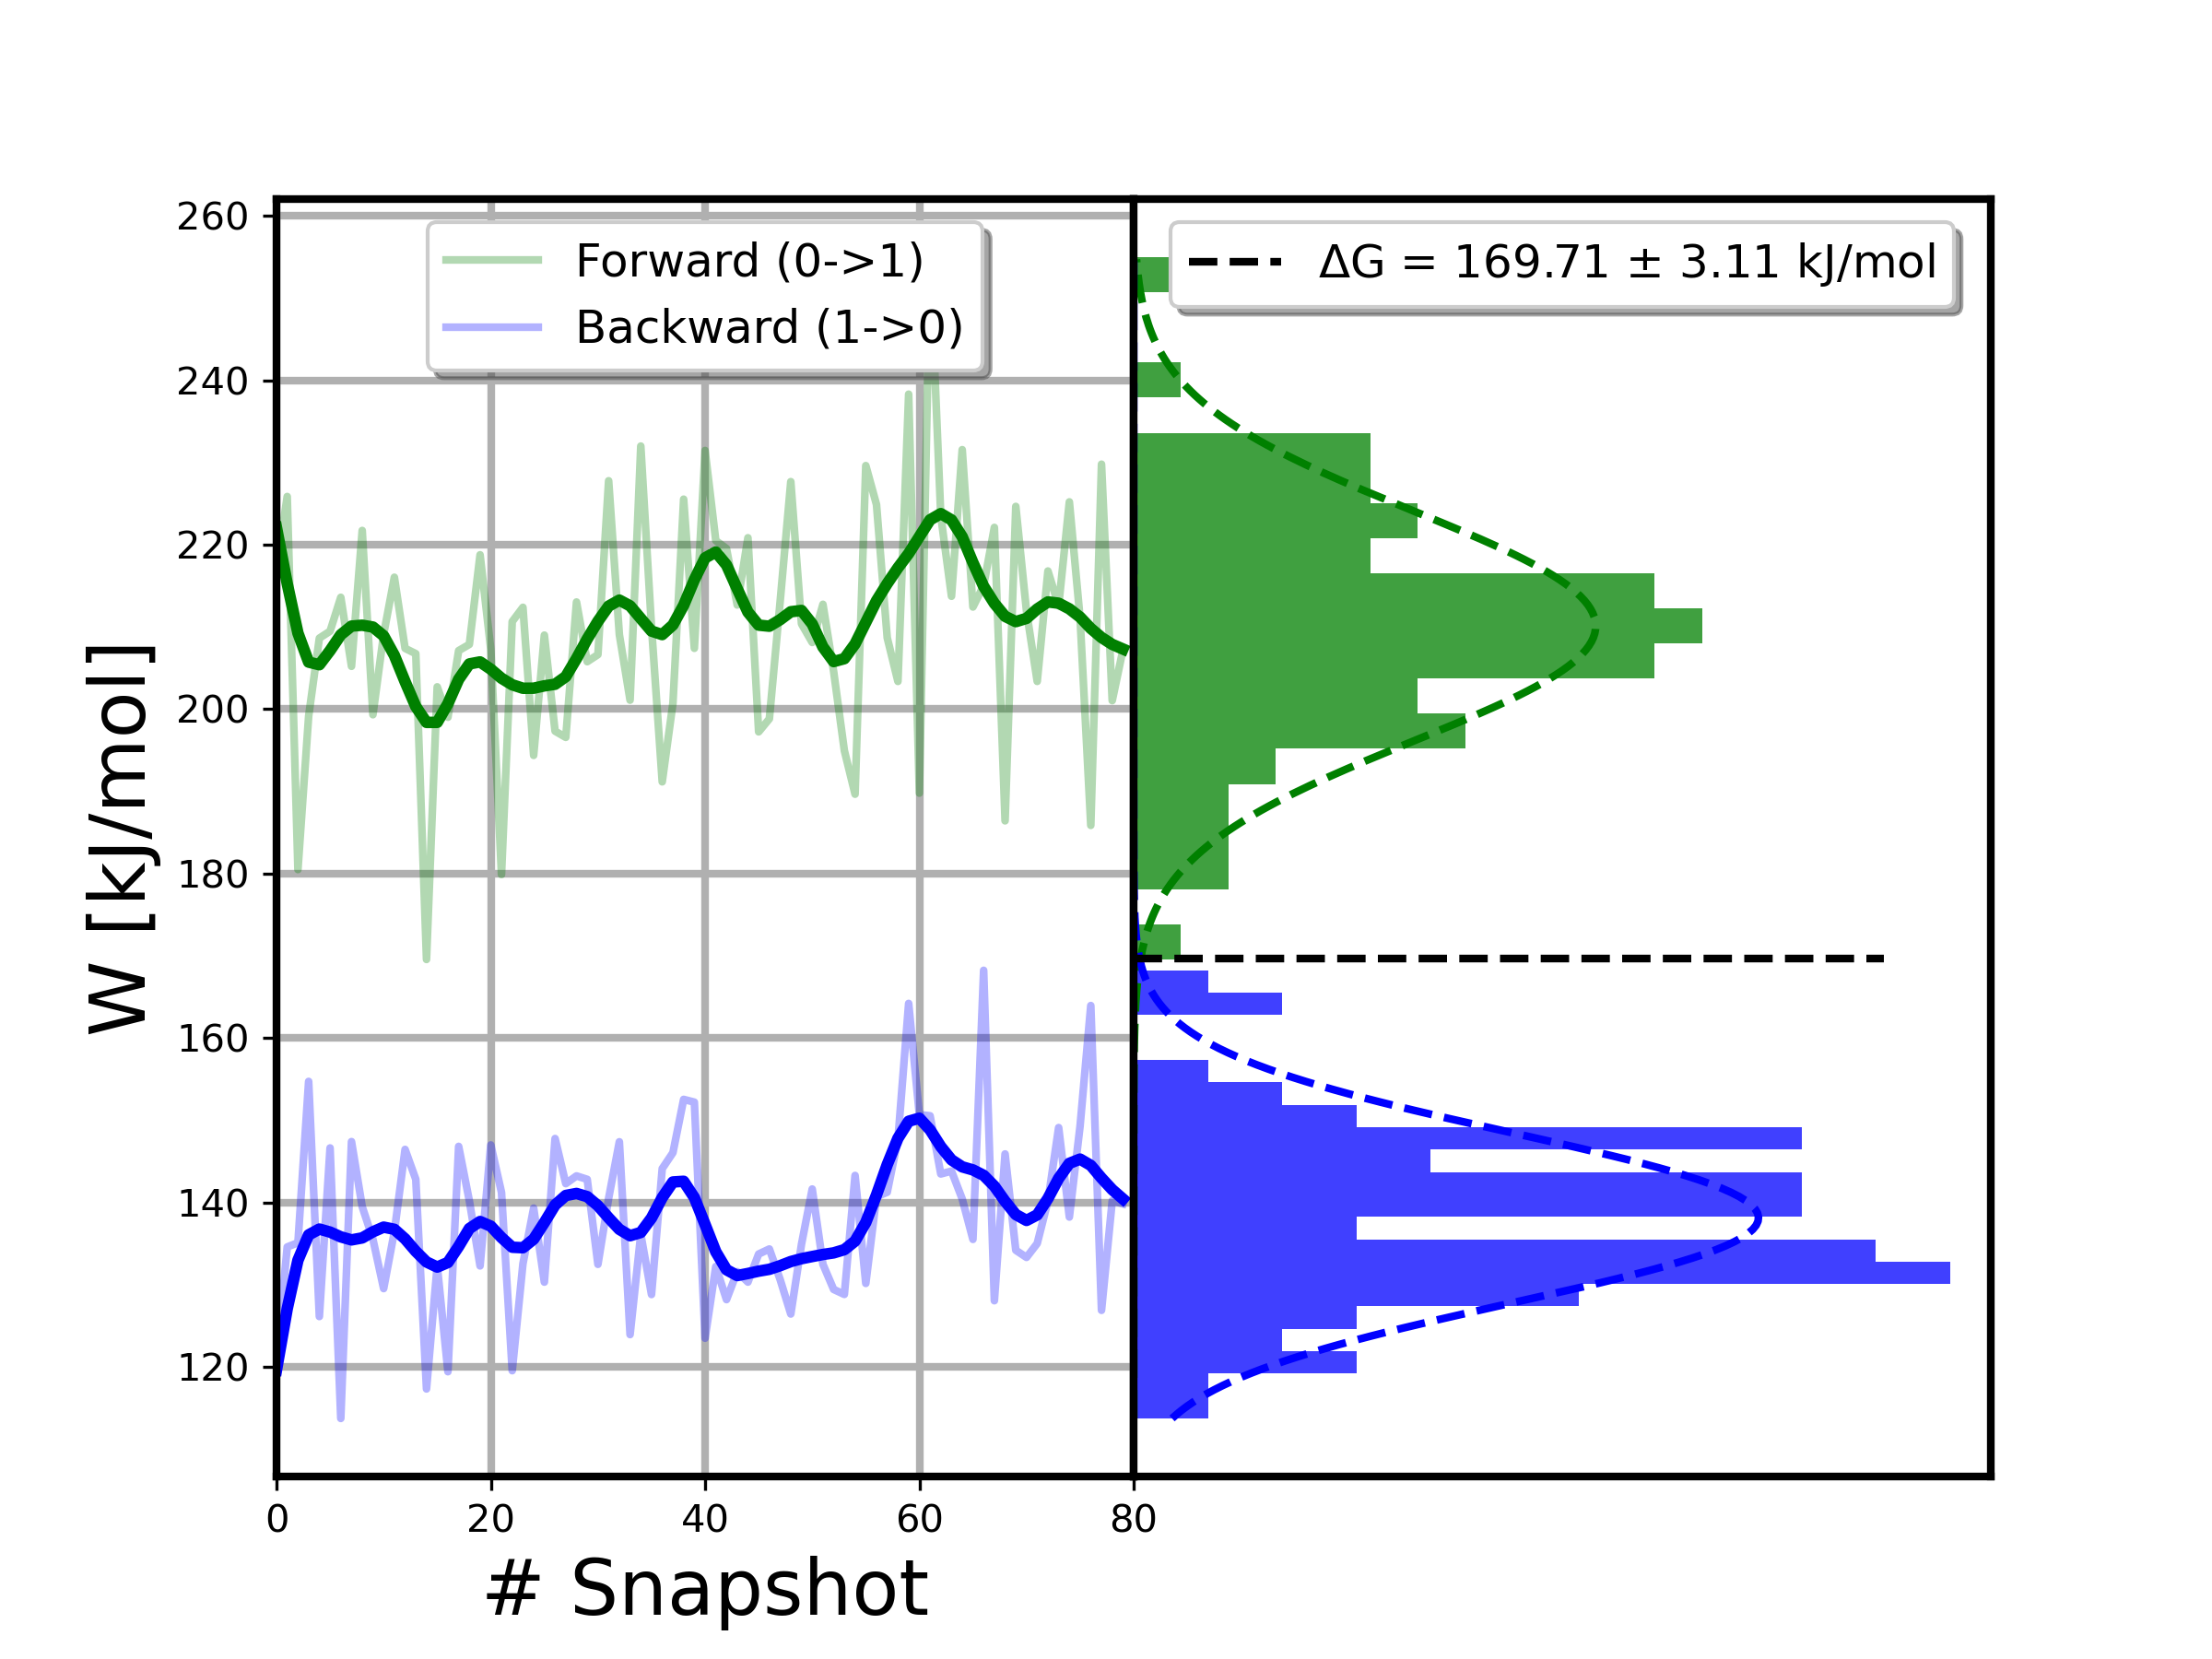 260
240
220
200
180
160
140
120
W [kJ/mol]
0
20
40
60
80
# Snapshot
Forward (0->1)
Backward (1->0)
ΔG = 169.71 ± 3.11 kJ/mol